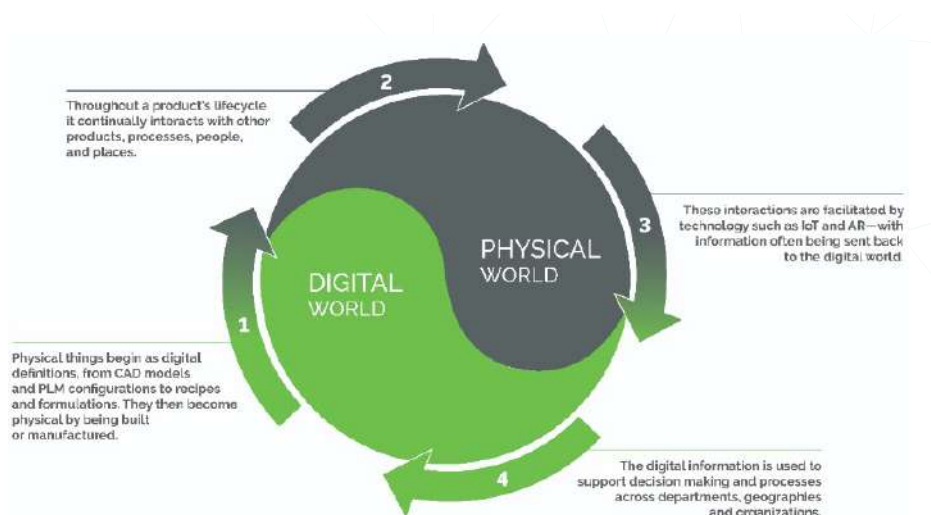 2
Throughout a product's lifecycle
it continually interacts with other
products, processes, people,
and places.
3
These interactions are facilitated by
technology such as IoT and AR—with
information often being sent back
to the digital world.
PHYSICAL
WORLD
DIGITAL
WORLD
1
Physical things begin as digital
definitions, from CAD models
and PLM configurations to recipes
and formulations. They then become
physical by being built
or manufactured.
4
The digital information is used to
support decision making and processes
across departments, geographies
and organizations.